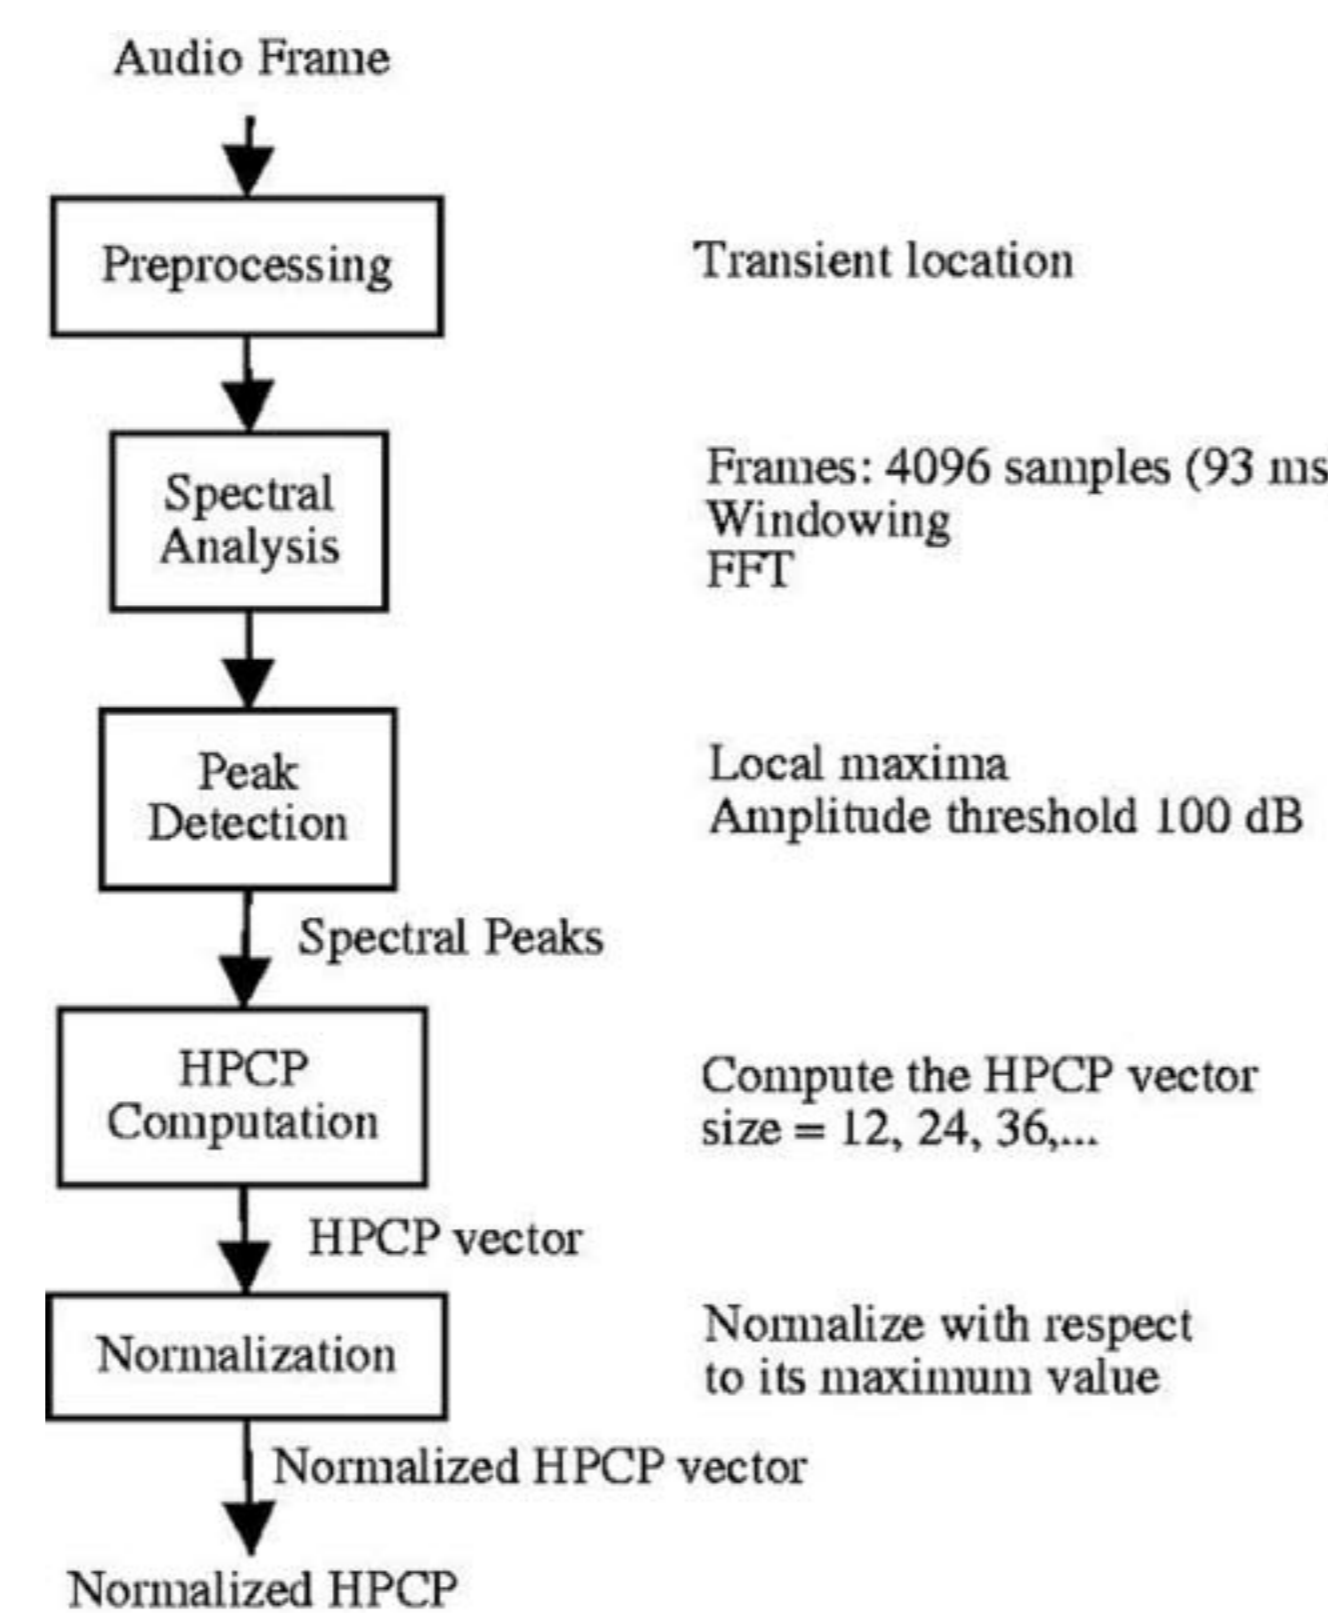 Audio Frame
Preprocessing
Transient location
Spectral
Analysis
Frames: 4096 samples (93 ms
Windowing
FFT
Peak
Detection
Local maxima
Amplitude threshold 100 dB
Spectral Peaks
HPCP
Computation
Compute the HPCP vector
size = 12, 24, 36,...
HPCP vector
Normalization
Normalize with respect
to its maximum value
Normalized HPCP vector
Normalized HPCP